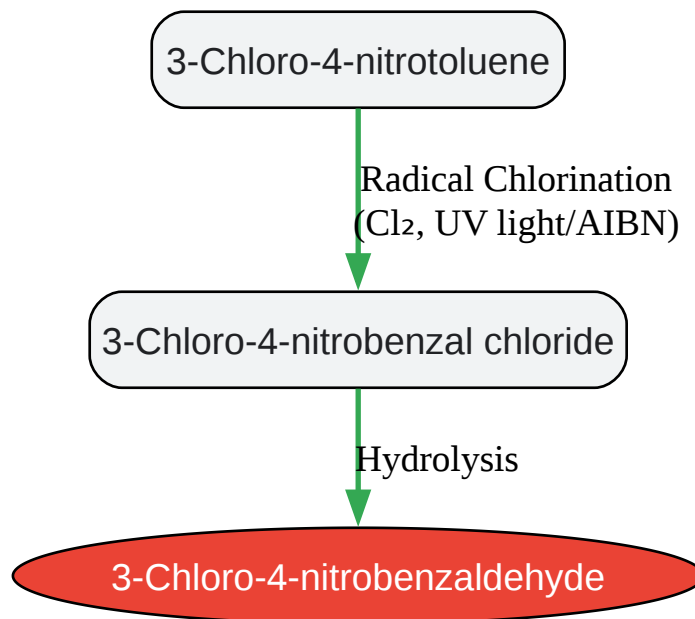 3-Chloro-4-nitrotoluene
Radical Chlorination
(Cl₂, UV light/AIBN)
3-Chloro-4-nitrobenzal chloride
Hydrolysis
3-Chloro-4-nitrobenzaldehyde